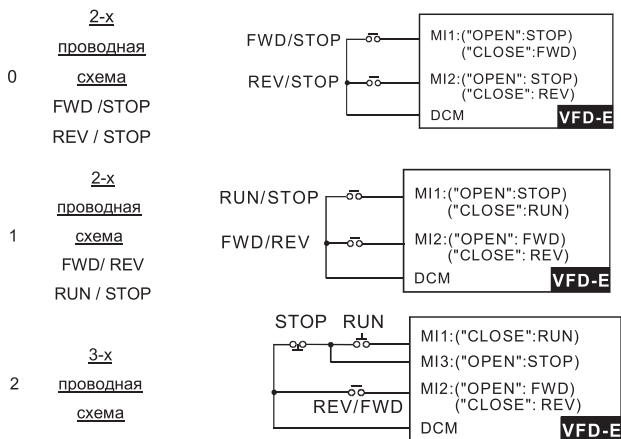 0
2-х
проводная
схема
FWD /STOP
REV / STOP
FWD/STOP
REV/STOP
MI1:("OPEN":STOP)
("CLOSE":FWD)
MI2:("OPEN": STOP)
("CLOSE": REV)
DCM
VFD-E
1
2-х
проводная
схема
FWD/ REV
RUN / STOP
RUN/STOP
FWD/REV
MI1:("OPEN":STOP)
("CLOSE":RUN)
MI2:("OPEN": FWD)
("CLOSE": REV)
DCM
VFD-E
2
3-х
проводная
схема
STOP RUN
REV/FWD
MI1:("CLOSE":RUN)
MI3:("OPEN":STOP)
MI2:("OPEN": FWD)
("CLOSE": REV)
DCM
VFD-E